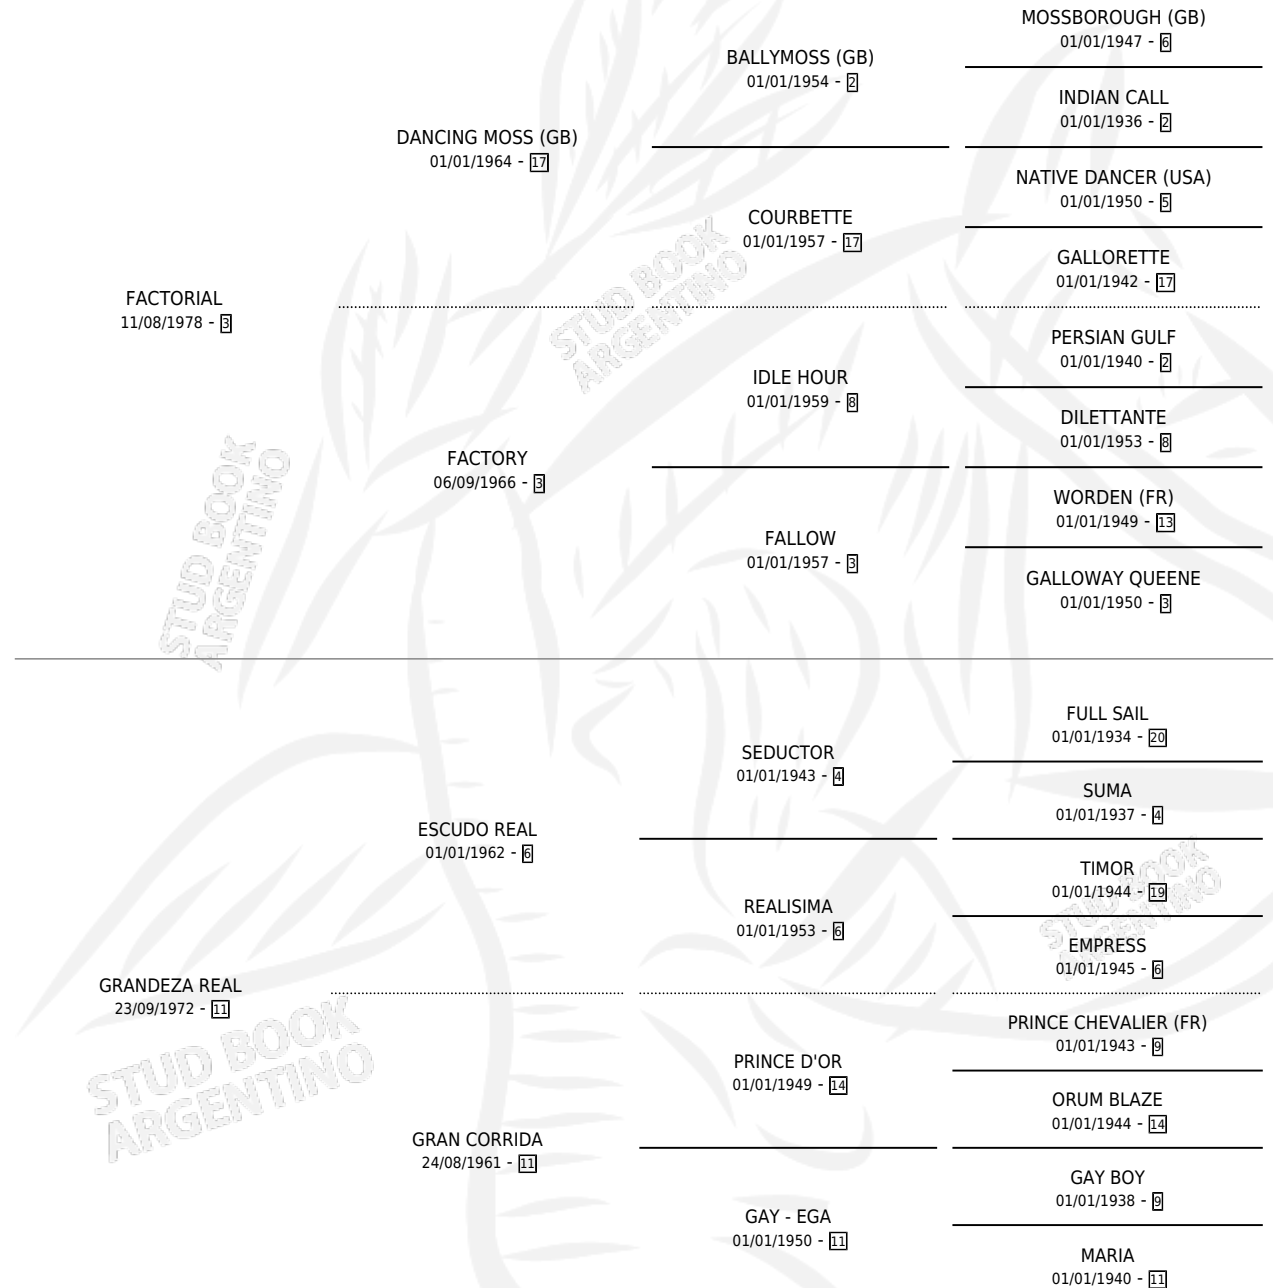 MOSSBOROUGH (GB)
01/01/1947 - 6
BALLYMOSS (GB)
01/01/1954 - 2
INDIAN CALL
01/01/1936 - 2
DANCING MOSS (GB)
01/01/1964 - 17
NATIVE DANCER (USA)
01/01/1950 - 5
COURBETTE
01/01/1957 - 17
GALLORETTE
01/01/1942 - 17
FACTORIAL
11/08/1978 - 3
PERSIAN GULF
01/01/1940 - 2
IDLE HOUR
01/01/1959 - 8
DILETTANTE
01/01/1953 - 8
FACTORY
06/09/1966 - 3
WORDEN (FR)
01/01/1949 - 13
FALLOW
01/01/1957 - 3
GALLOWAY QUEENE
01/01/1950 - 3
FULL SAIL
01/01/1934 - 20
SEDUCTOR
01/01/1943 - 4
SUMA
01/01/1937 - 4
ESCUDO REAL
01/01/1962 - 6
TIMOR
01/01/1944 - 19
REALISIMA
01/01/1953 - 6
EMPRESS
01/01/1945 - 6
GRANDEZA REAL
23/09/1972 - 11
PRINCE CHEVALIER (FR)
01/01/1943 - 9
PRINCE D'OR
01/01/1949 - 14
ORUM BLAZE
01/01/1944 - 14
GRAN CORRIDA
24/08/1961 - 11
GAY BOY
01/01/1938 - 9
GAY - EGA
01/01/1950 - 11
MARIA
01/01/1940 - 11
STUD BOOK
ARGENTINO
STUD BOOK
ARGENTINO
STUD BOOK
ARGENTINO
STUD BOOK
ARGENTINO